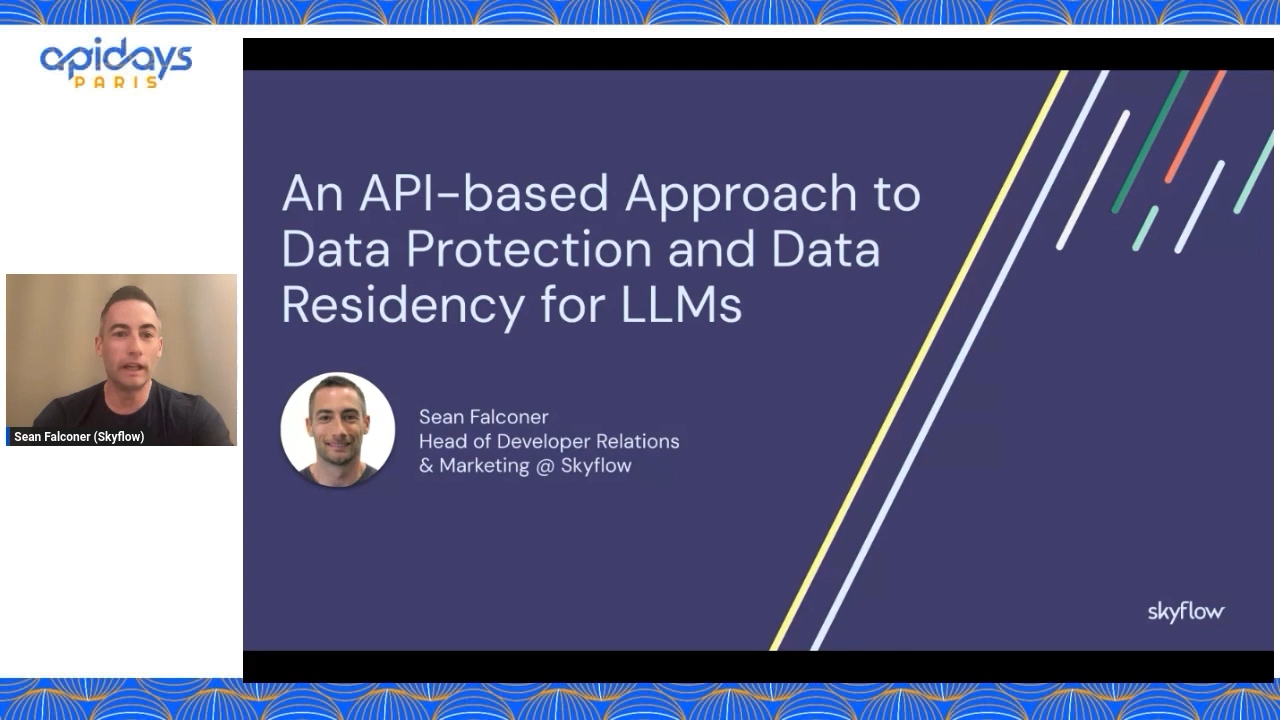 apidays
PARIS
An API-based Approach to
Data Protection and Data
Residency for LLMs
Sean Falconer
Head of Developer Relations
& Marketing @ Skyflow
Sean Falconer (Skyflow)
skyflow